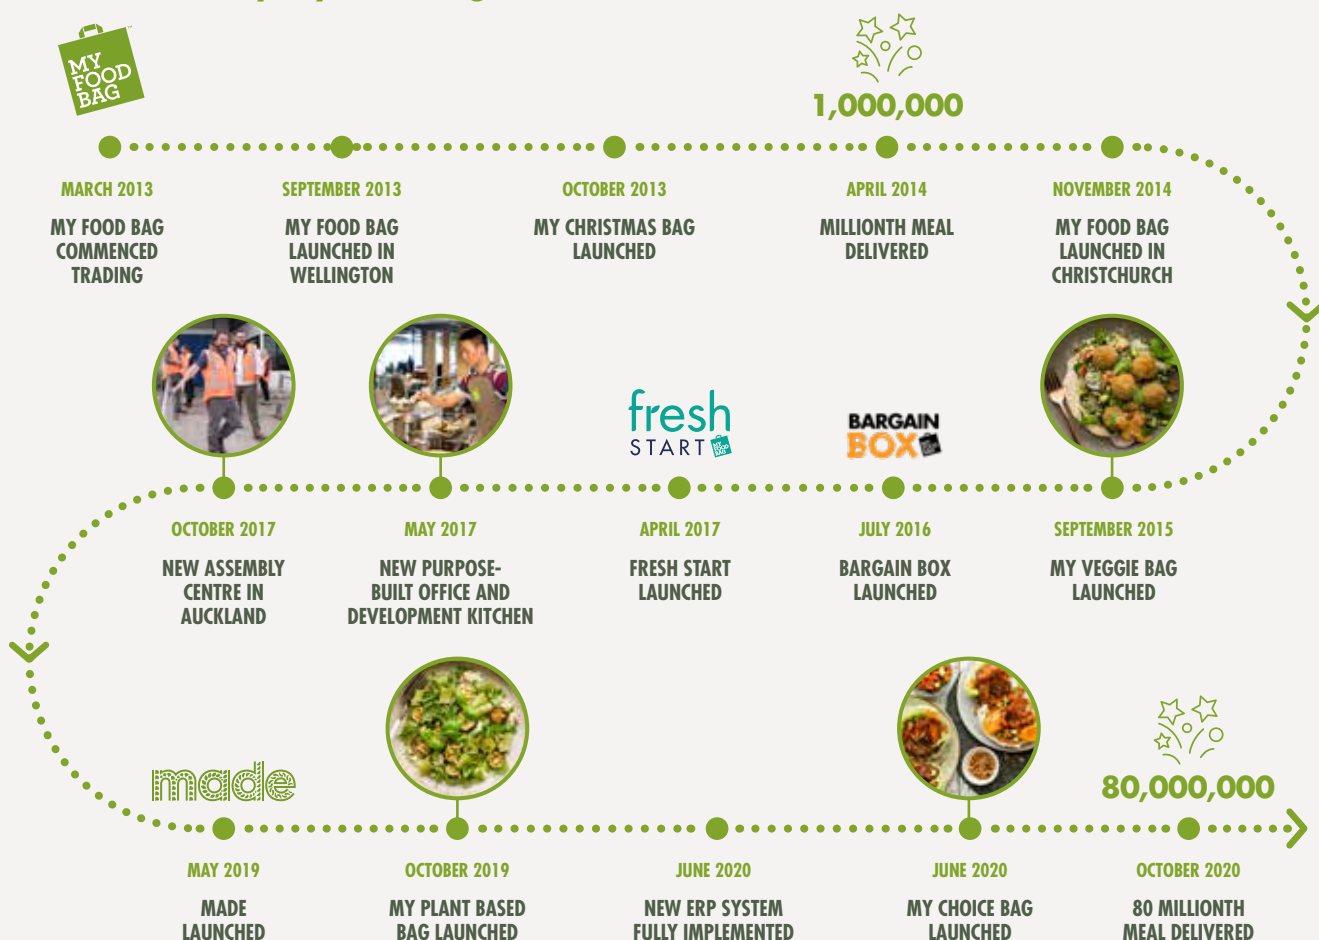 MY
FOOD
BAG
1,000,000
MARCH 2013
MY FOOD BAG
COMMENCED
TRADING
SEPTEMBER 2013
MY FOOD BAG
LAUNCHED IN
WELLINGTON
OCTOBER 2013
MY CHRISTMAS BAG
LAUNCHED
APRIL 2014
MILLIONTH MEAL
DELIVERED
NOVEMBER 2014
MY FOOD BAG
LAUNCHED IN
CHRISTCHURCH
fresh
START
BARGAIN
BOX
OCTOBER 2017
NEW ASSEMBLY
CENTRE IN
AUCKLAND
MAY 2017
NEW PURPOSE-
BUILT OFFICE AND
DEVELOPMENT KITCHEN
APRIL 2017
FRESH START
LAUNCHED
JULY 2016
BARGAIN BOX
LAUNCHED
SEPTEMBER 2015
MY VEGGIE BAG
LAUNCHED
made
80,000,000
MAY 2019
MADE
LAUNCHED
OCTOBER 2019
MY PLANT BASED
BAG LAUNCHED
JUNE 2020
NEW ERP SYSTEM
FULLY IMPLEMENTED
JUNE 2020
MY CHOICE BAG
LAUNCHED
OCTOBER 2020
80 MILLIONTH
MEAL DELIVERED